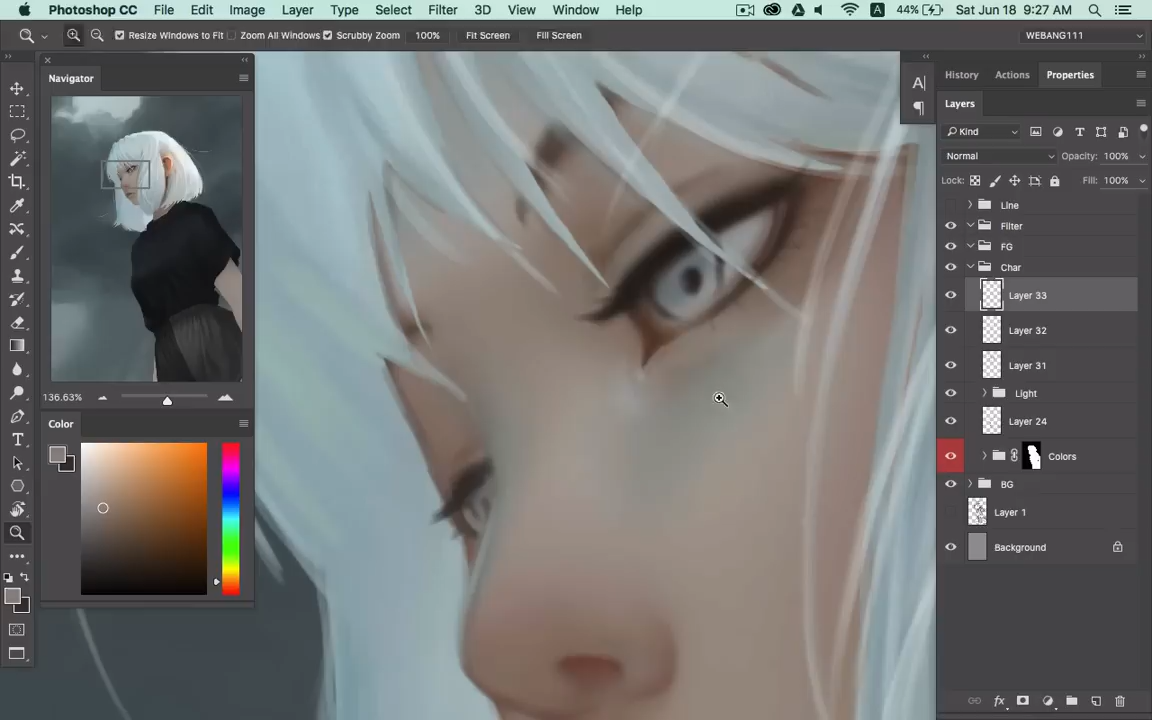 Photoshop CC File Edit Image Layer Type Select Filter 3D View Window Help A 44% Sat Jun 18 9:27 AM
Resize Windows to Fit Zoom All Windows Scrubby Zoom 100% Fit Screen Fill Screen WEBANG111
Navigator
136.63%
Color
A
History Actions Properties
Layers
Kind
Normal Opacity: 100%
Lock: Fill: 100%
Line
Filter
FG
Char
Layer 33
Layer 32
Layer 31
Light
Layer 24
Colors
BG
Layer 1
Background